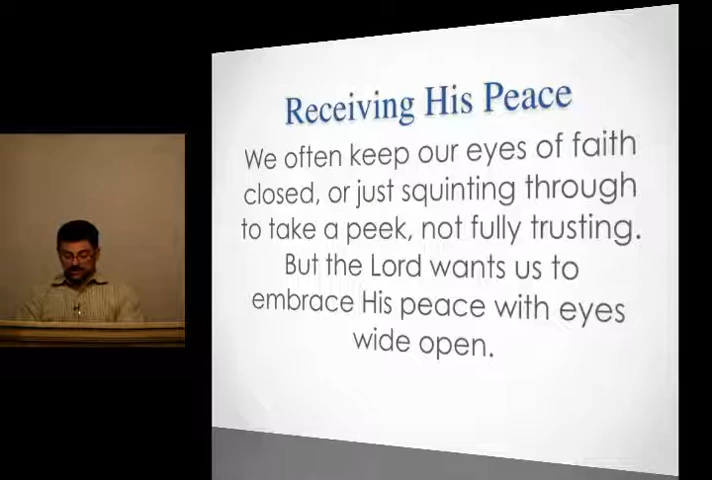 Receiving His Peace
We often keep our eyes of faith
closed, or just squinting through
to take a peek, not fully trusting.
But the Lord wants us to
embrace His peace with eyes
wide open.